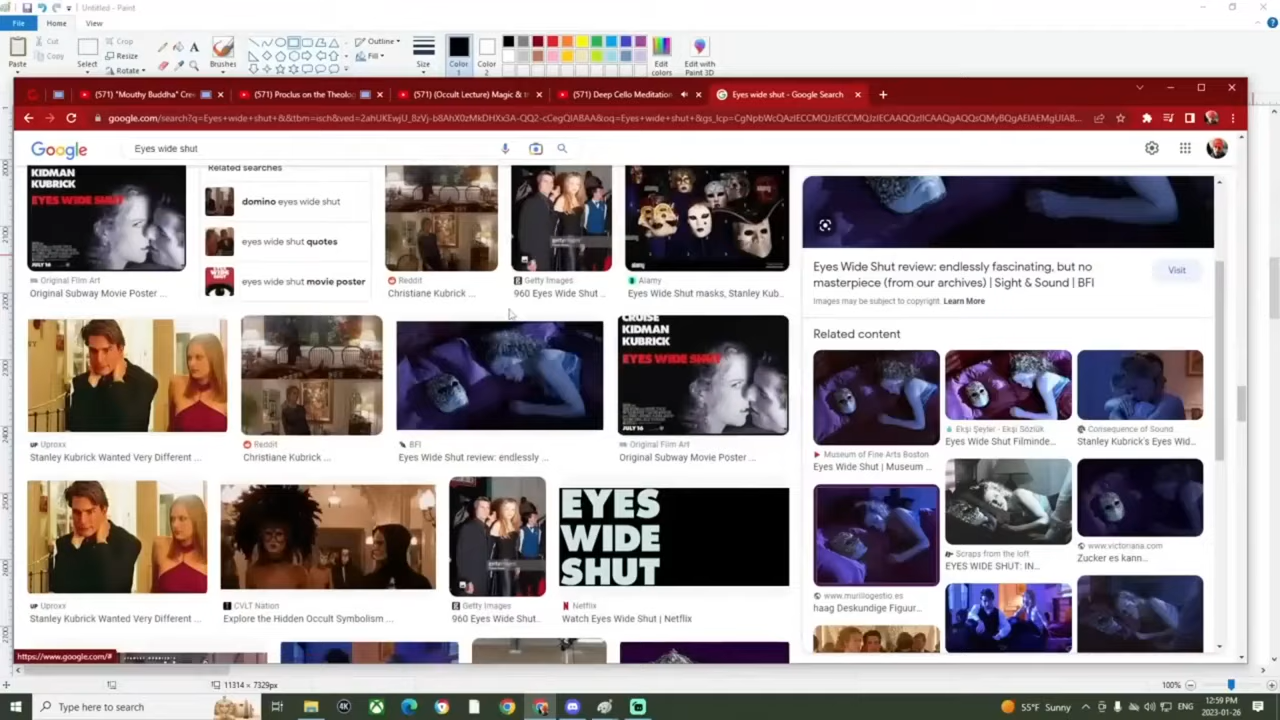 Untitled - Paint
File
Home
View
Paste
Cut
Copy
Select
Crop
Resize
Rotate
Brushes
Outline
Fill
Size
Color
1
Color
2
Edit
colors
Edit with
Paint 3D
(571) "Mouthy Buddha" Cre
(571) Proclus on the Theolog
(571) (Occult Lecture) Magic & t
(571) Deep Cello Meditation
Eyes wide shut - Google Search
Google
Eyes wide shut
KIDMAN
KUBRICK
EYES WIDE SHUT
JULY 16
Original Film Art
Original Subway Movie Poster ...
Related searches
domino eyes wide shut
eyes wide shut quotes
eyes wide shut movie poster
Reddit
Christiane Kubrick ...
Getty Images
960 Eyes Wide Shut ...
Alamy
Eyes Wide Shut masks, Stanley Kub...
Eyes Wide Shut review: endlessly fascinating, but no
masterpiece (from our archives) | Sight & Sound | BFI
Visit
Images may be subject to copyright. Learn More
Related content
Uproxx
Stanley Kubrick Wanted Very Different ...
Reddit
Christiane Kubrick ...
BFI
Eyes Wide Shut review: endlessly ...
CRUISE
KIDMAN
KUBRICK
EYES WIDE SHUT
JULY 16
Original Film Art
Original Subway Movie Poster ...
Museum of Fine Arts Boston
Eyes Wide Shut | Museum ...
Ekşi Şeyler - Ekşi Sözlük
Eyes Wide Shut Filminde...
Consequence of Sound
Stanley Kubrick's Eyes Wid...
Uproxx
Stanley Kubrick Wanted Very Different ...
CVLT Nation
Explore the Hidden Occult Symbolism ...
Getty Images
960 Eyes Wide Shut...
EYES
WIDE
SHUT
Netflix
Watch Eyes Wide Shut | Netflix
www.murillogestio.es
haag Deskundige Figuur...
Scraps from the loft
EYES WIDE SHUT: IN...
www.victoriana.com
Zucker es kann...
https://www.google.com/#
11314 × 7329px
100%
Type here to search
55°F Sunny
ENG
12:59 PM
2023-01-26